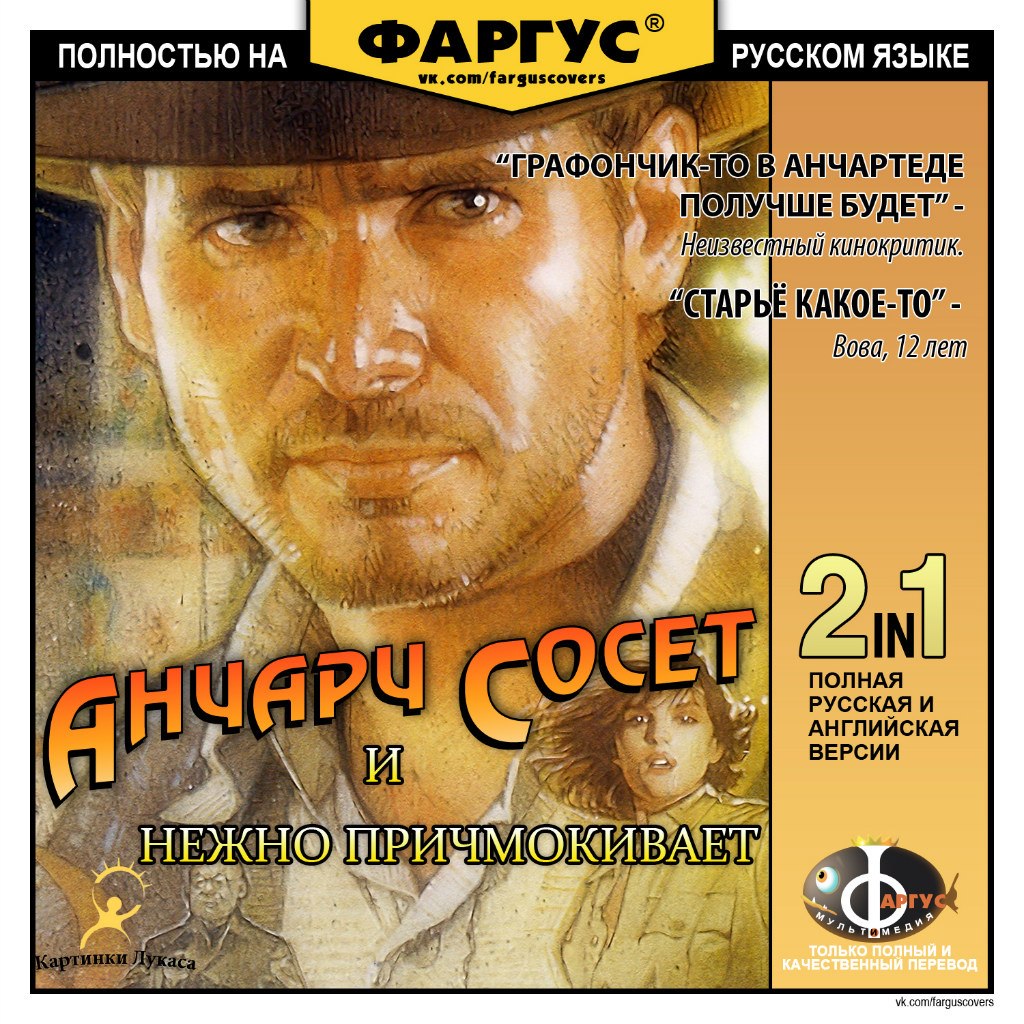 ПОЛНОСТЬЮ НА
ФАРГУС®
vk.com/farguscovers
РУССКОМ ЯЗЫКЕ
“ГРАФОНЧИК-ТО В АНЧАРТЕДЕ
ПОЛУЧШЕ БУДЕТ” -
Неизвестный кинокритик.
“СТАРЬЁ КАКОЕ-ТО” -
Вова, 12 лет
2IN1
ПОЛНАЯ
РУССКАЯ И
АНГЛИЙСКАЯ
ВЕРСИИ
АНЧАРЧ СОСЕТ
И
НЕЖНО ПРИЧМОКИВАЕТ
Картинки Лукаса
ФАРГУС
МУЛЬТИМЕДИЯ
ТОЛЬКО ПОЛНЫЙ И
КАЧЕСТВЕННЫЙ ПЕРЕВОД
vk.com/farguscovers